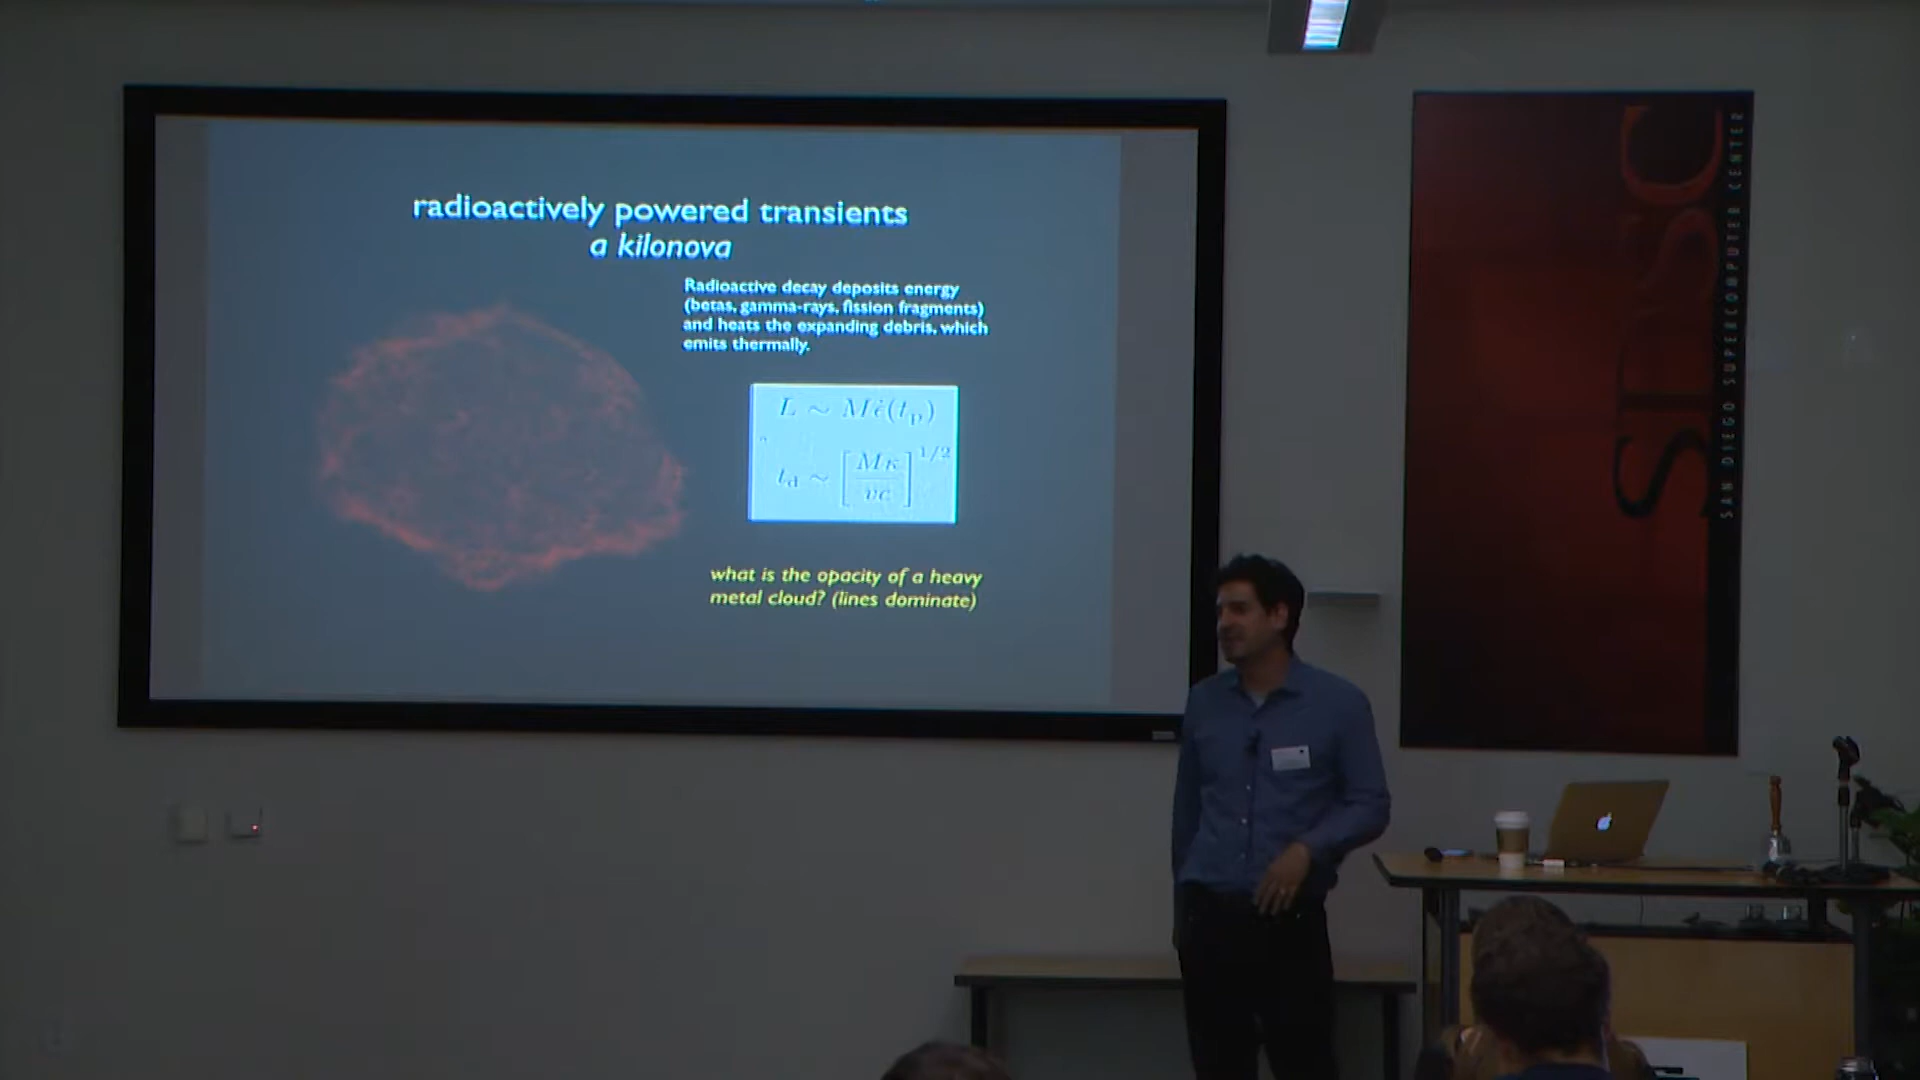 radioactively powered transients
a kilonova
Radioactive decay deposits energy
(betas, gamma-rays, fission fragments)
and heats the expanding debris, which
emits thermally.
L ~ Mε̇(tₚ)
t_d ~ [Mκ/vc]^1/2
what is the opacity of a heavy
metal cloud? (lines dominate)
SDSC
SAN DIEGO SUPERCOMPUTER CENTER